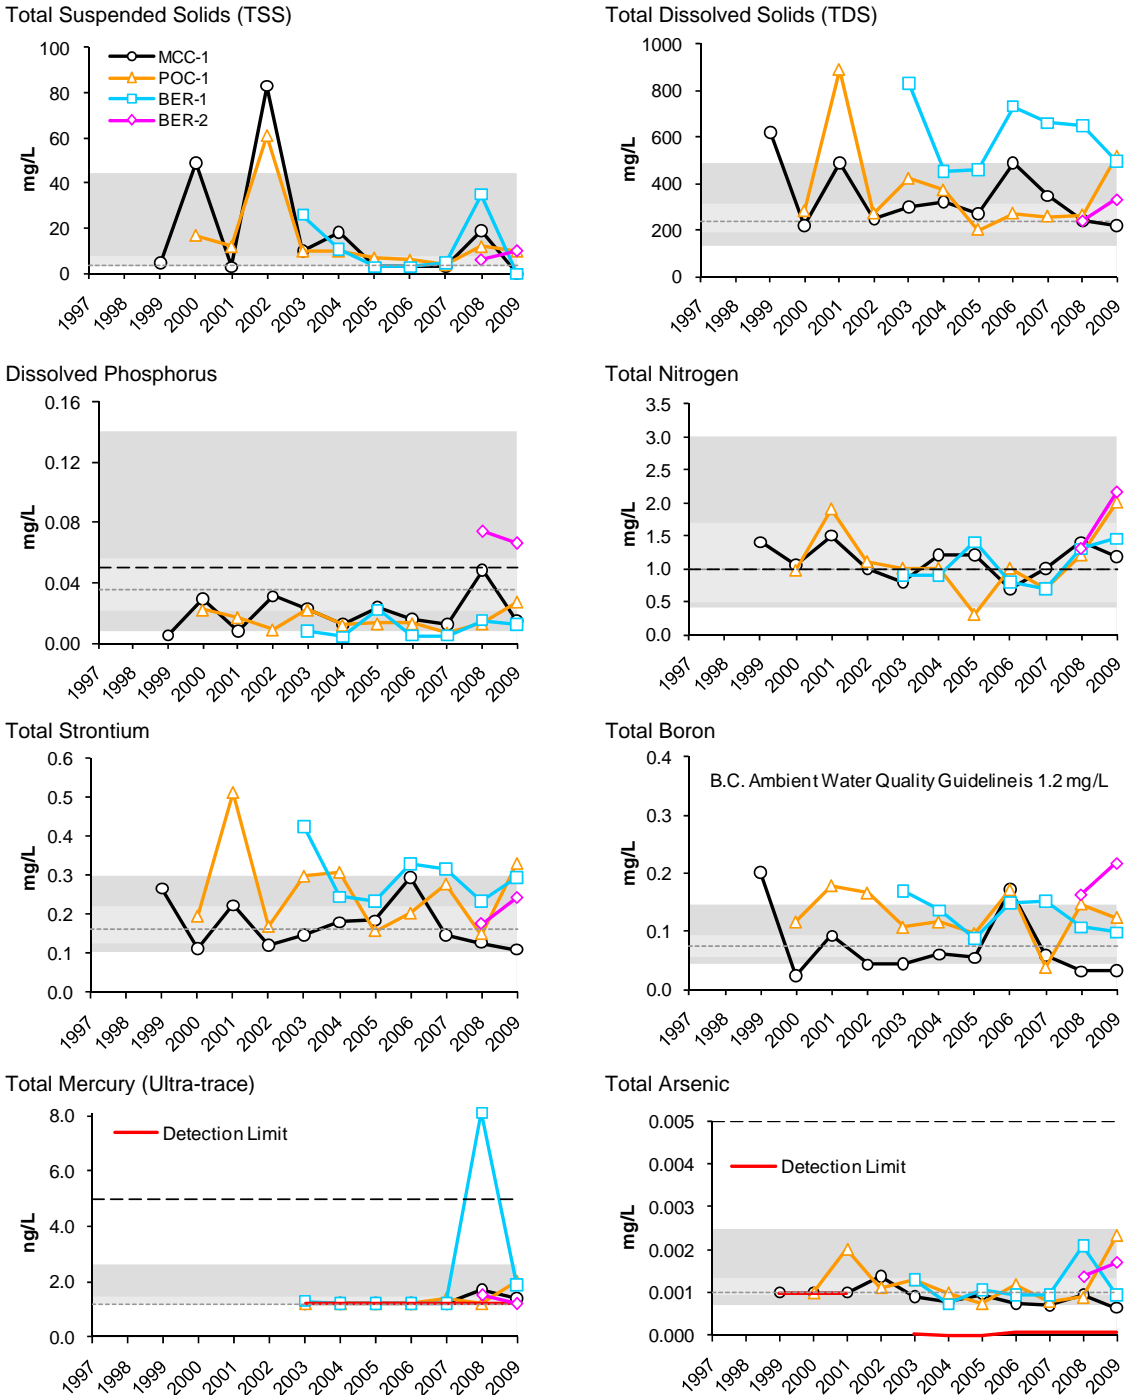 Total Suspended Solids (TSS)
100
80
60
40
20
0
mg/L
MCC-1
POC-1
BER-1
BER-2
1997 1998 1999 2000 2001 2002 2003 2004 2005 2006 2007 2008 2009
Total Dissolved Solids (TDS)
1000
800
600
400
200
0
mg/L
1997 1998 1999 2000 2001 2002 2003 2004 2005 2006 2007 2008 2009
Dissolved Phosphorus
0.16
0.12
0.08
0.04
0.00
mg/L
1997 1998 1999 2000 2001 2002 2003 2004 2005 2006 2007 2008 2009
Total Nitrogen
3.5
3.0
2.5
2.0
1.5
1.0
0.5
0.0
mg/L
1997 1998 1999 2000 2001 2002 2003 2004 2005 2006 2007 2008 2009
Total Strontium
0.6
0.5
0.4
0.3
0.2
0.1
0.0
mg/L
1997 1998 1999 2000 2001 2002 2003 2004 2005 2006 2007 2008 2009
Total Boron
0.4
0.3
0.2
0.1
0.0
mg/L
B.C. Ambient Water Quality Guideline is 1.2 mg/L
1997 1998 1999 2000 2001 2002 2003 2004 2005 2006 2007 2008 2009
Total Mercury (Ultra-trace)
8.0
6.0
4.0
2.0
0.0
ng/L
Detection Limit
1997 1998 1999 2000 2001 2002 2003 2004 2005 2006 2007 2008 2009
Total Arsenic
0.005
0.004
0.003
0.002
0.001
0.000
mg/L
Detection Limit
1997 1998 1999 2000 2001 2002 2003 2004 2005 2006 2007 2008 2009